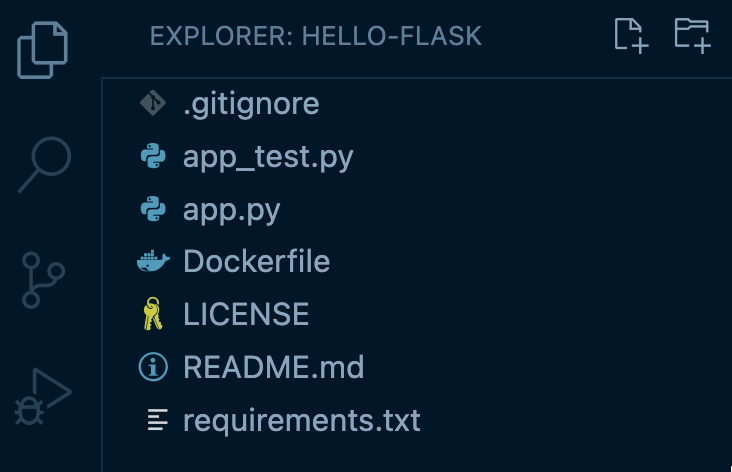 EXPLORER: HELLO-FLASK
.gitignore
app_test.py
app.py
Dockerfile
LICENSE
README.md
requirements.txt